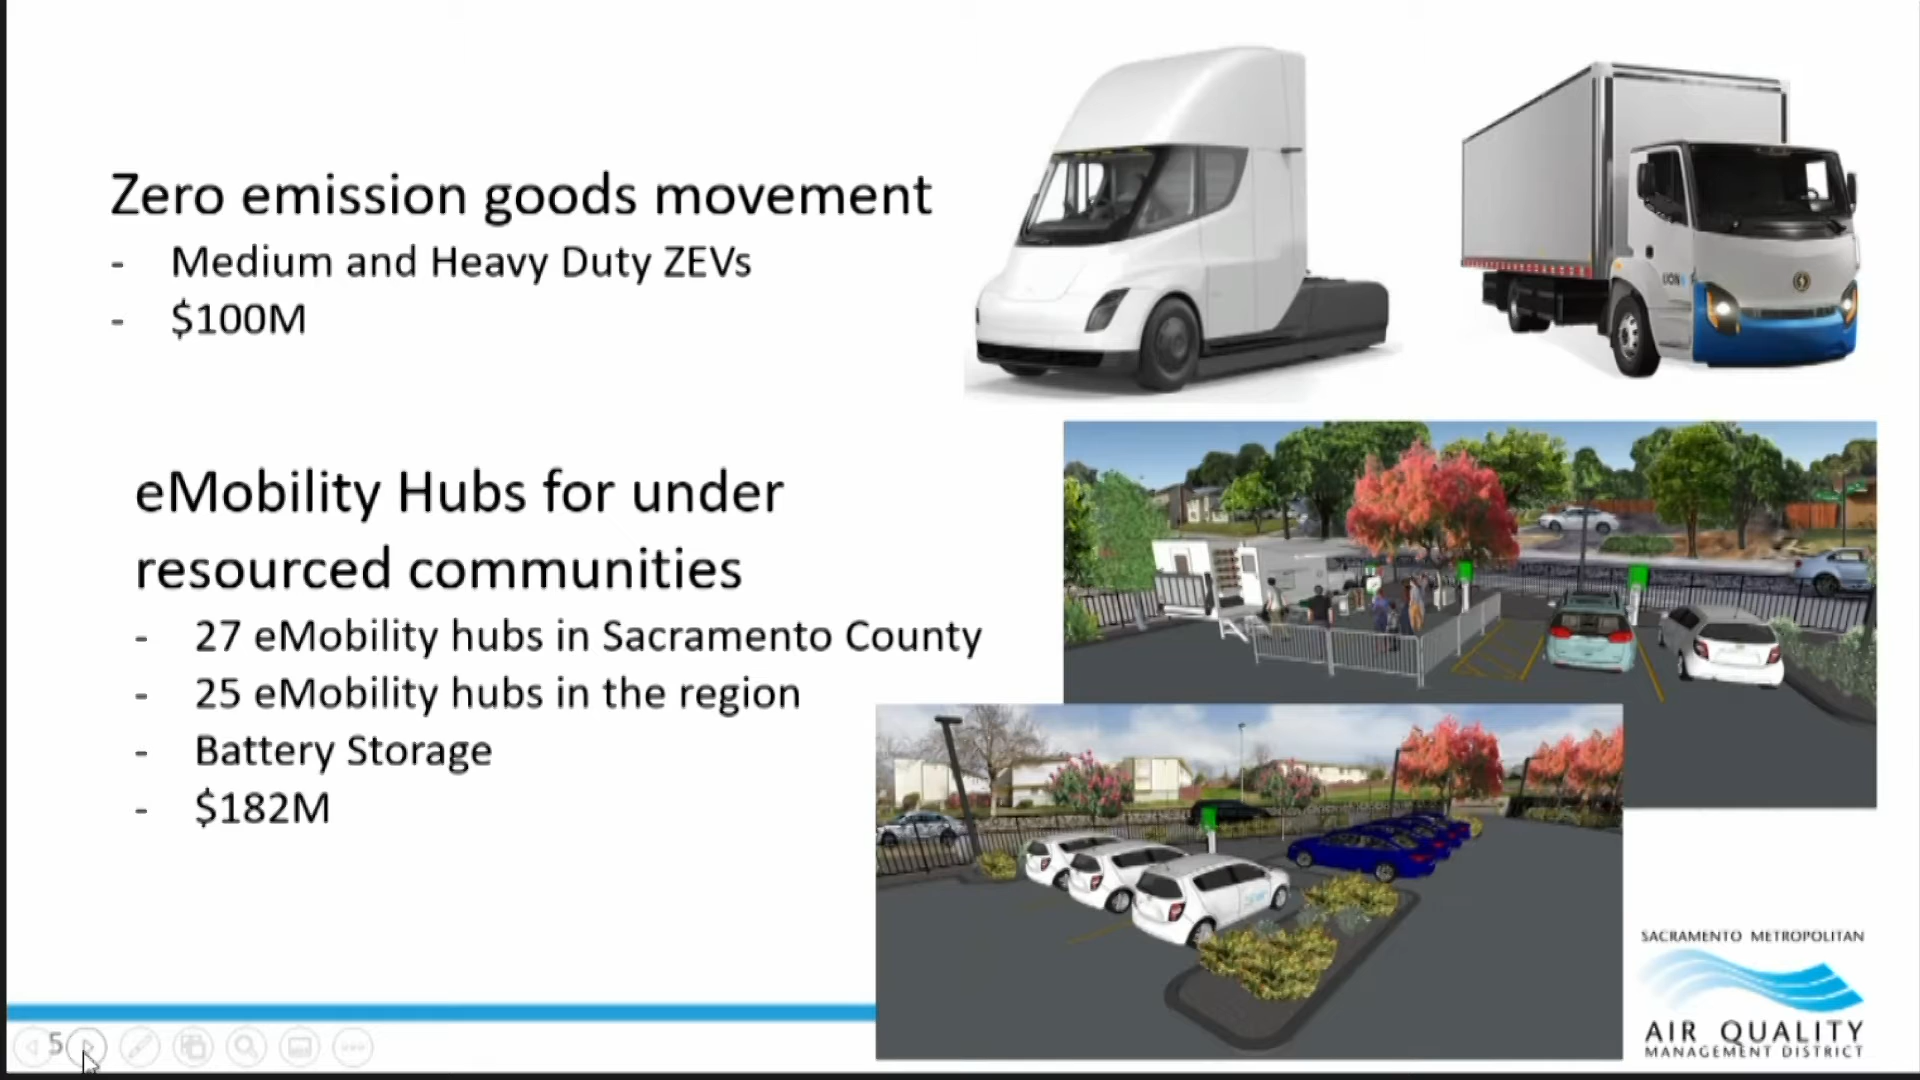 Zero emission goods movement
- Medium and Heavy Duty ZEVs
- $100M
LION
eMobility Hubs for under
resourced communities
- 27 eMobility hubs in Sacramento County
- 25 eMobility hubs in the region
- Battery Storage
- $182M
SACRAMENTO METROPOLITAN
AIR QUALITY
MANAGEMENT DISTRICT
5